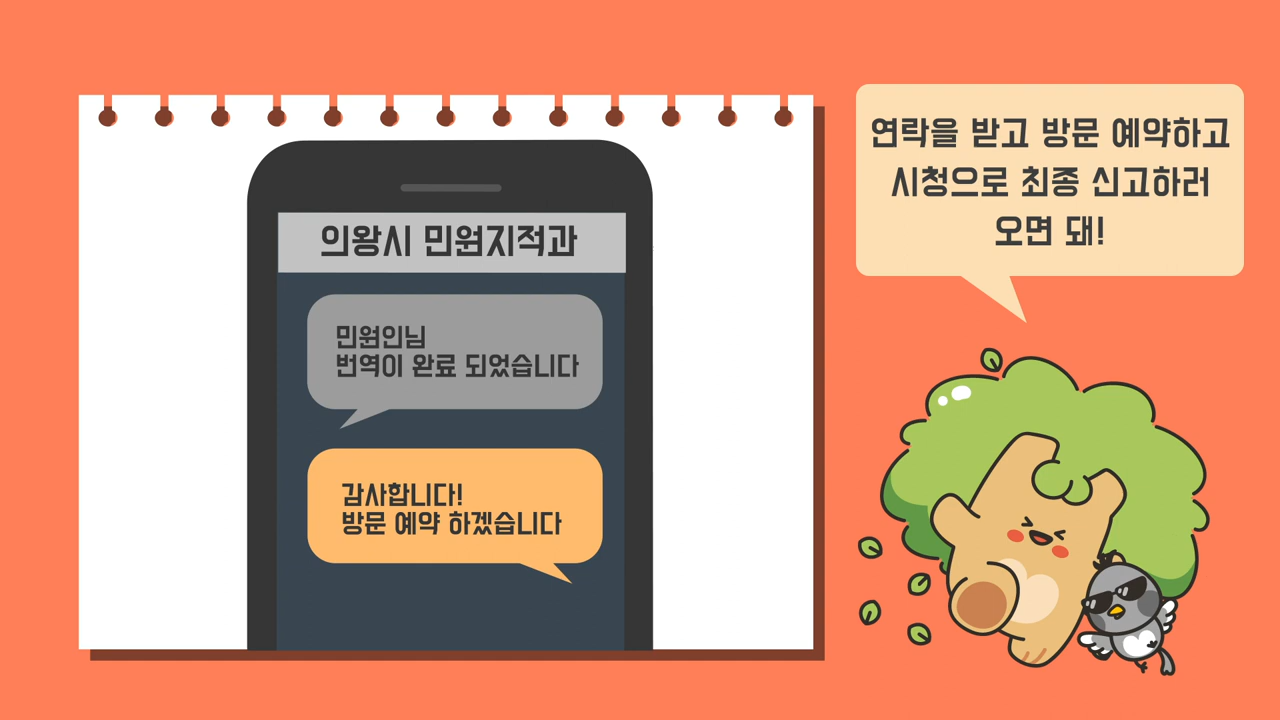 연락을 받고 방문 예약하고
시청으로 최종 신고하러
오면 돼!
의왕시 민원지적과
민원인님
번역이 완료 되었습니다
감사합니다!
방문 예약 하겠습니다